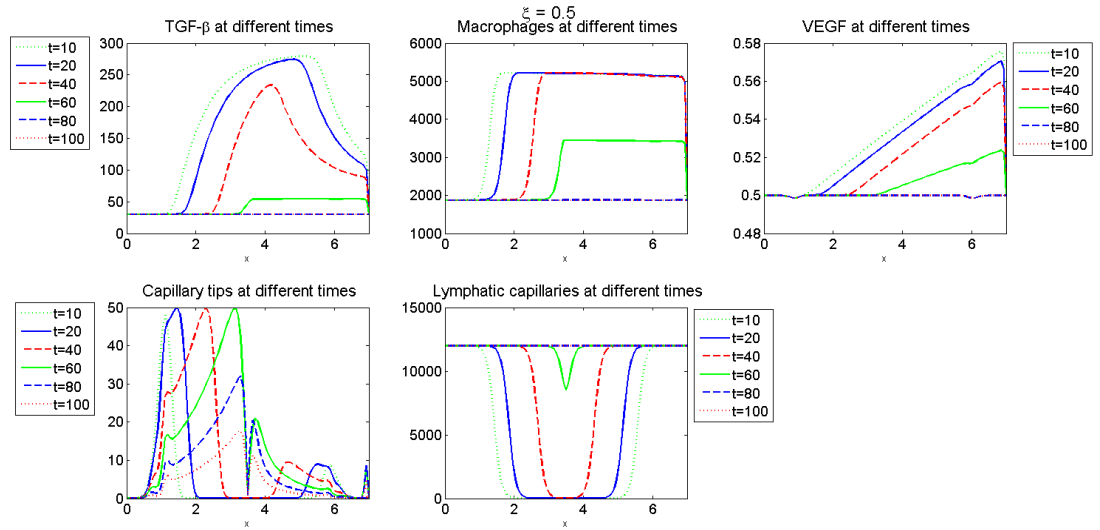 ξ = 0.5
TGF-β at different times
t=10
t=20
t=40
t=60
t=80
t=100
300
250
200
150
100
50
0
0 2 4 6
x
Macrophages at different times
6000
5000
4000
3000
2000
1000
0 2 4 6
x
VEGF at different times
0.58
0.56
0.54
0.52
0.5
0.48
0 2 4 6
x
t=10
t=20
t=40
t=60
t=80
t=100
Capillary tips at different times
t=10
t=20
t=40
t=60
t=80
t=100
50
40
30
20
10
0
0 2 4 6
x
Lymphatic capillaries at different times
15000
10000
5000
0
0 2 4 6
x
t=10
t=20
t=40
t=60
t=80
t=100